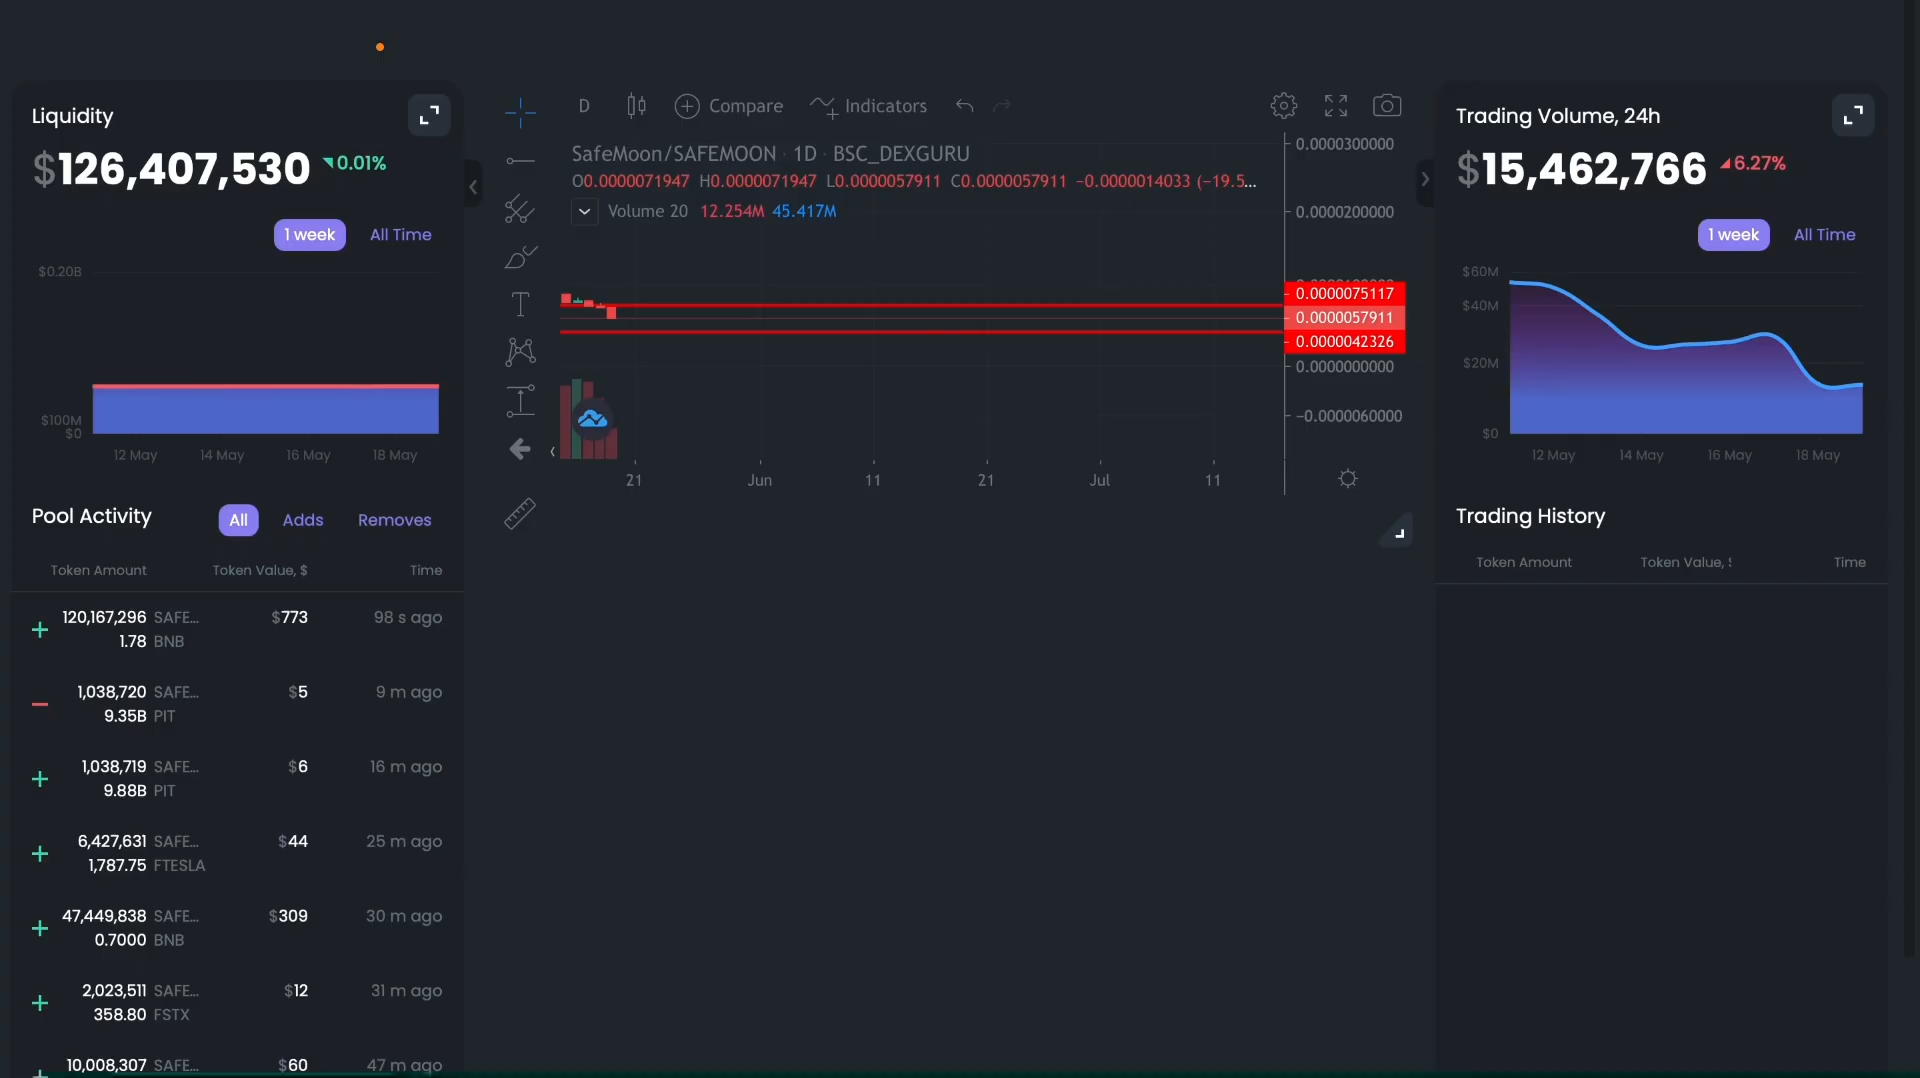 Liquidity
$126,407,530 0.01%
1 week All Time
$0.20B
$100M
$0
12 May 14 May 16 May 18 May
Pool Activity All Adds Removes
Token Amount Token Value, $ Time
120,167,296 SAFE... $773 98 s ago
1.78 BNB
1,038,720 SAFE... $5 9 m ago
9.35B PIT
1,038,719 SAFE... $6 16 m ago
9.88B PIT
6,427,631 SAFE... $44 25 m ago
1,787.75 FTESLA
47,449,838 SAFE... $309 30 m ago
0.7000 BNB
2,023,511 SAFE... $12 31 m ago
358.80 FSTX
10,008,307 SAFE... $60 47 m ago
D Compare Indicators
SafeMoon/SAFEMOON · 1D · BSC_DEXGURU
O0.0000071947 H0.0000071947 L0.0000057911 C0.0000057911 −0.0000014033 (−19.5...
Volume 20 12.254M 45.417M
0.0000300000
0.0000200000
0.0000075117
0.0000057911
0.0000042326
0.0000000000
−0.0000060000
21 Jun 11 21 Jul 11
Trading Volume, 24h
$15,462,766 6.27%
1 week All Time
$60M
$40M
$20M
$0
12 May 14 May 16 May 18 May
Trading History
Token Amount Token Value, Time